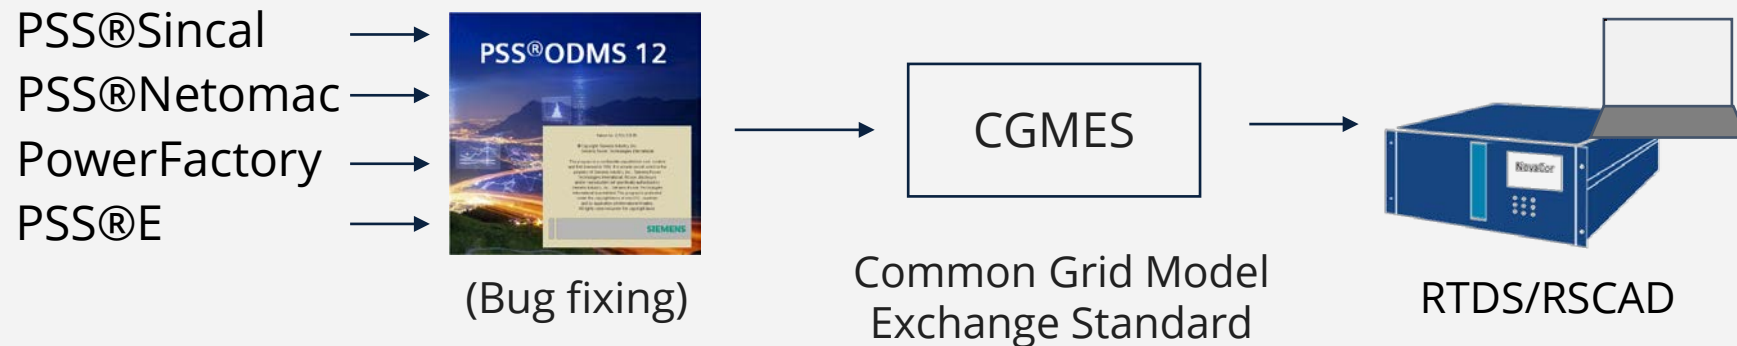 PSS®Sincal
PSS®Netomac
PowerFactory
PSS®E
PSS®ODMS 12
SIEMENS
(Bug fixing)
CGMES
Common Grid Model
Exchange Standard
NovaCor
RTDS/RSCAD